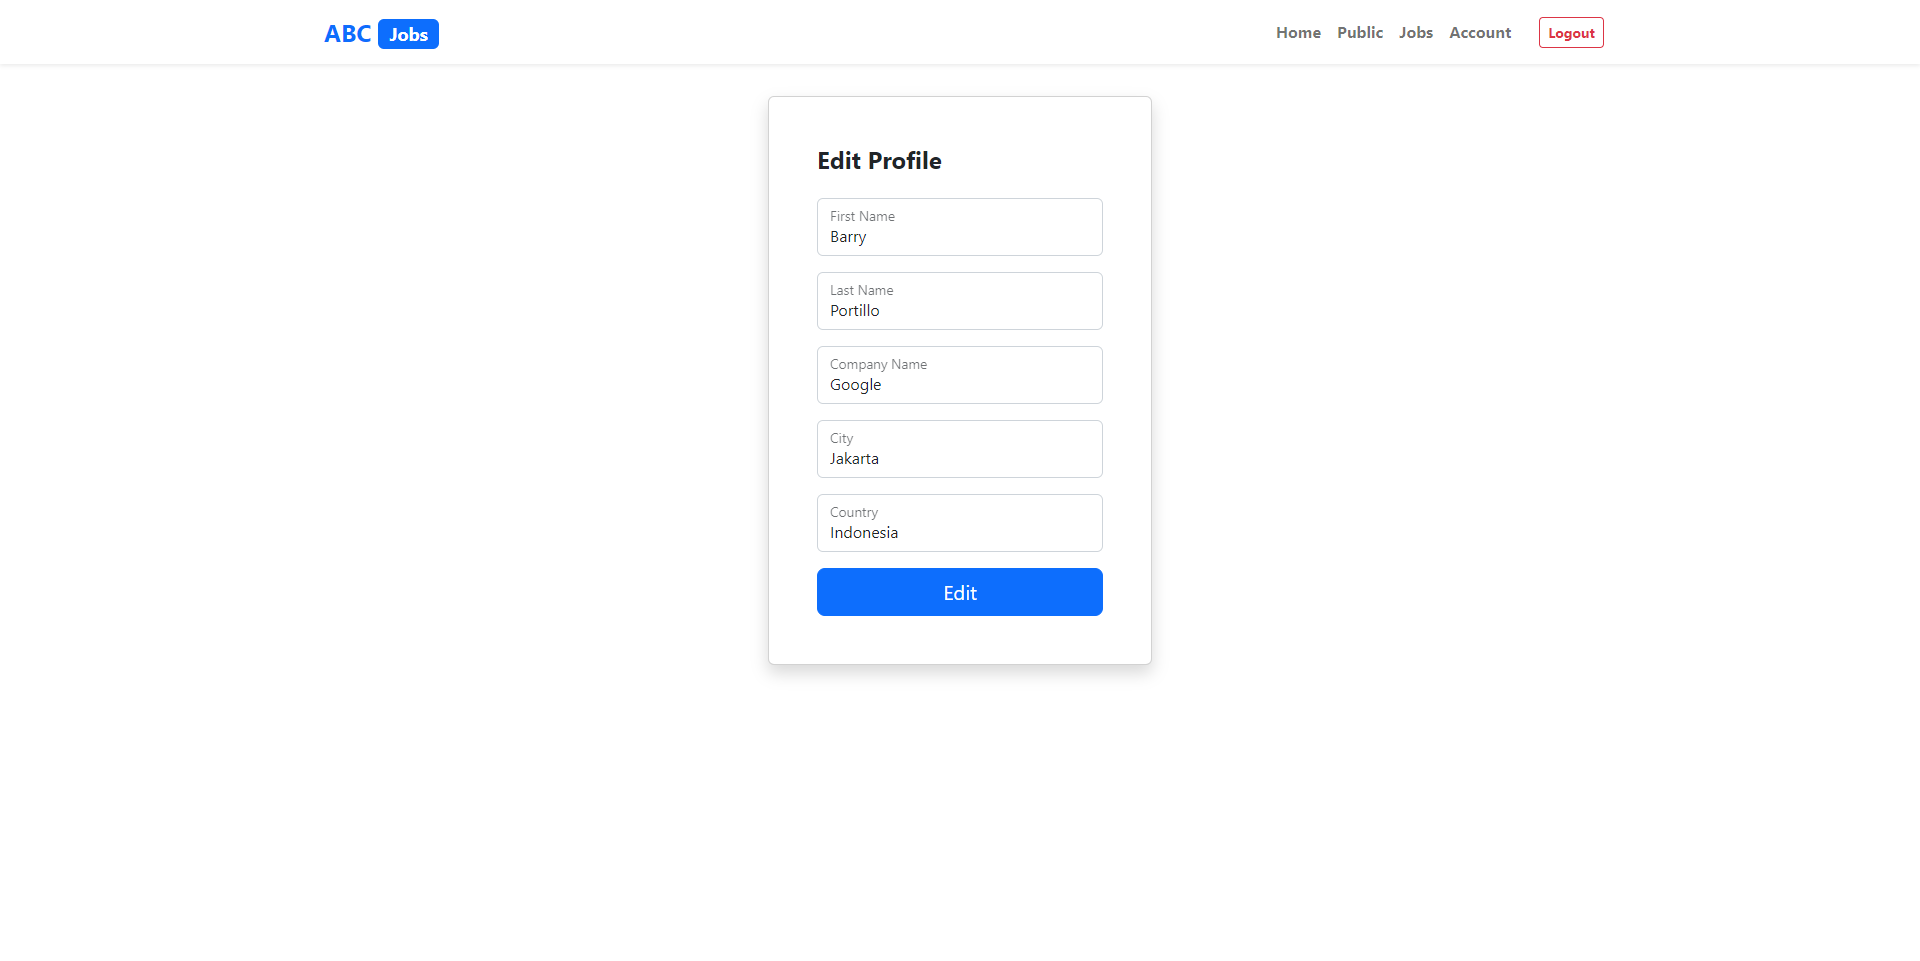 ABC Jobs
Home Public Jobs Account Logout
Edit Profile
First Name
Barry
Last Name
Portillo
Company Name
Google
City
Jakarta
Country
Indonesia
Edit